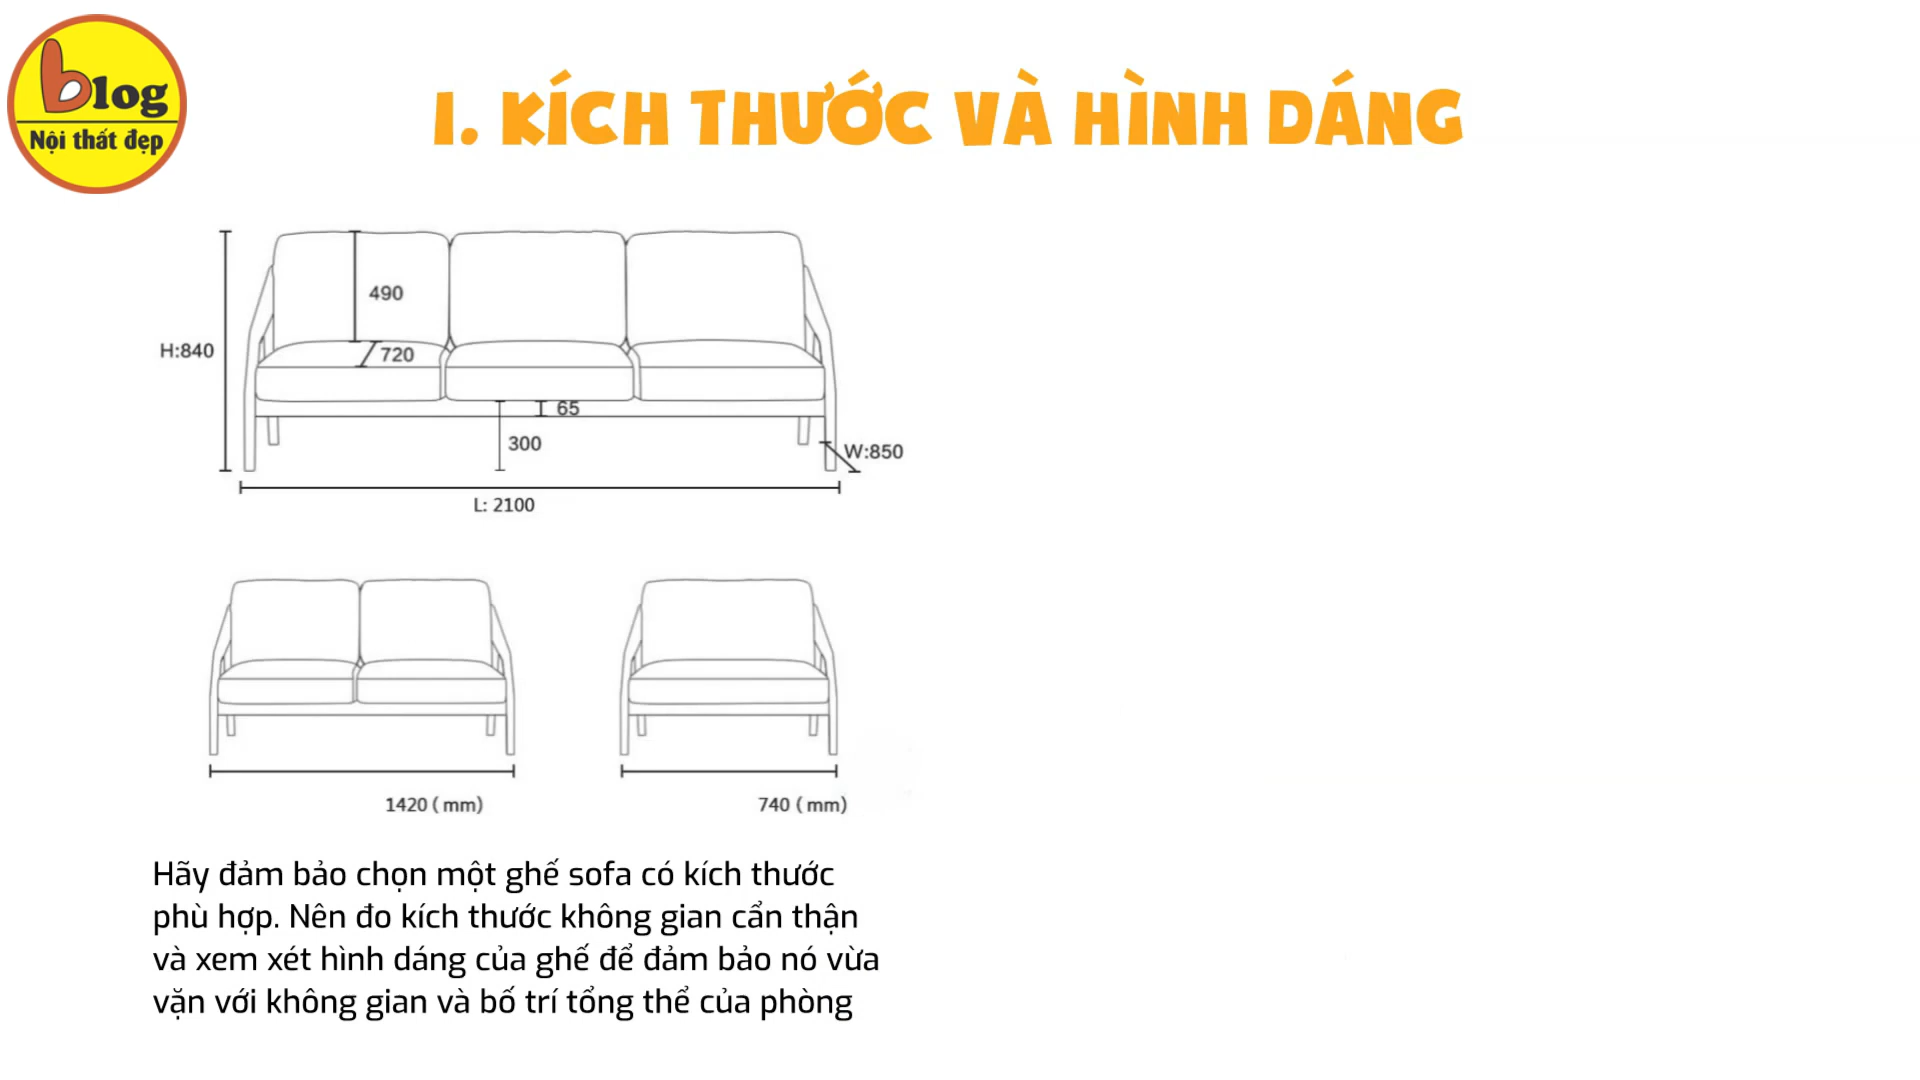 blog
Nội thất đẹp
1. KÍCH THƯỚC VÀ HÌNH DÁNG
490
H:840
720
65
300
W:850
L: 2100
1420 ( mm)
740 ( mm)
Hãy đảm bảo chọn một ghế sofa có kích thước
phù hợp. Nên đo kích thước không gian cẩn thận
và xem xét hình dáng của ghế để đảm bảo nó vừa
vặn với không gian và bố trí tổng thể của phòng